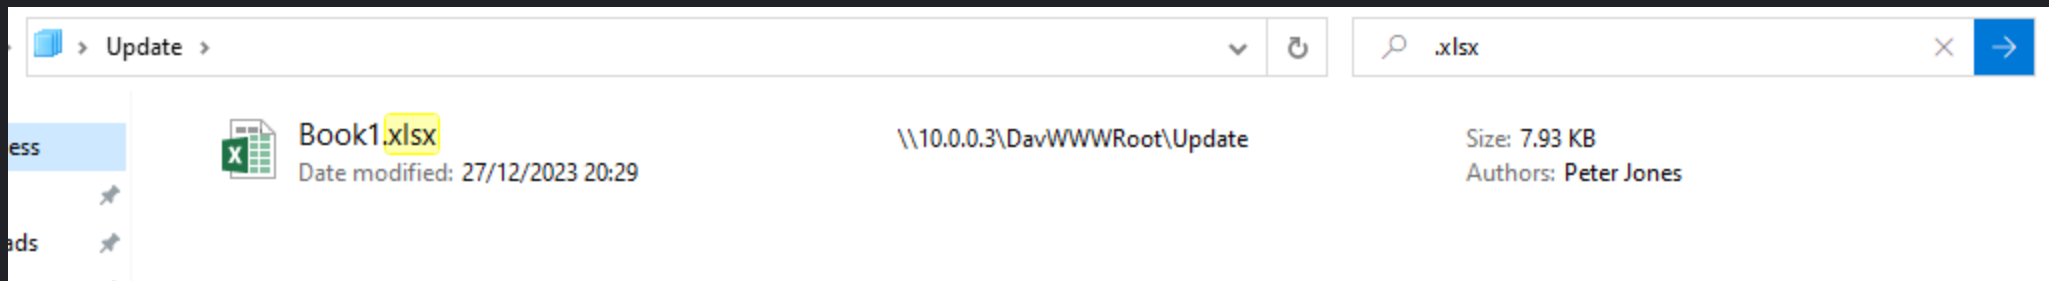 Update
.xlsx
ess
Book1.xlsx
\\10.0.0.3\DavWWWRoot\Update
Size: 7.93 KB
Date modified: 27/12/2023 20:29
Authors: Peter Jones
ads